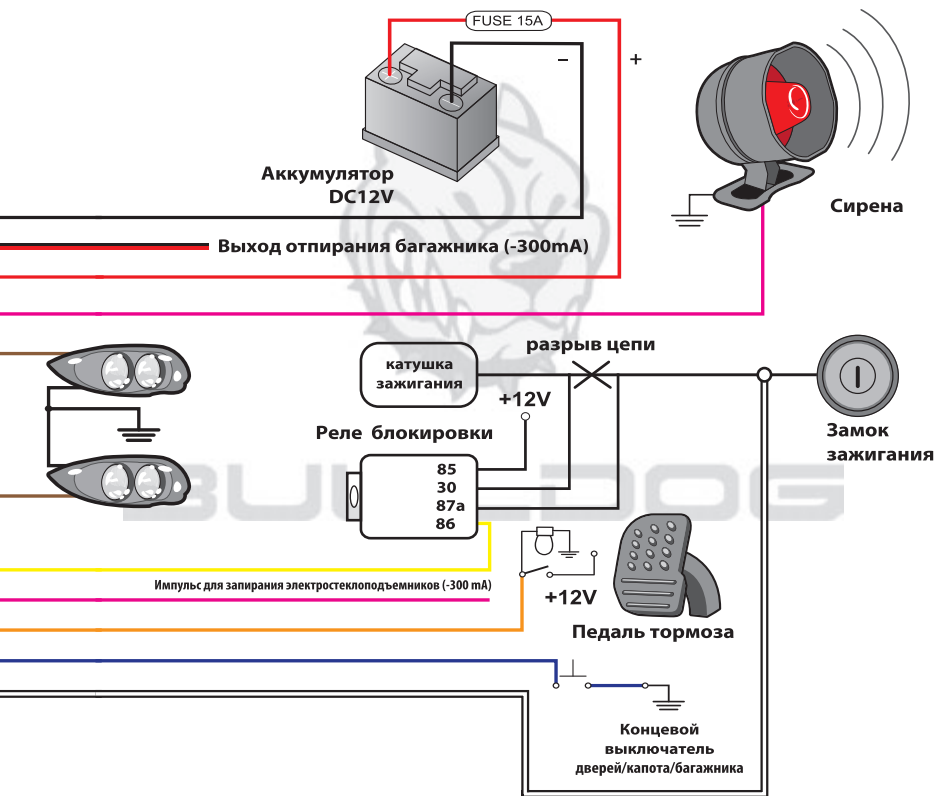 FUSE 15A
–
+
Аккумулятор
DC12V
Сирена
Выход отпирания багажника (-300mA)
разрыв цепи
катушка
зажигания
+12V
Замок
зажигания
Реле блокировки
85
30
87a
86
BULLDOG
Импульс для запирания электростеклоподъемников (-300 mA)
+12V
Педаль тормоза
Концевой
выключатель
дверей/капота/багажника